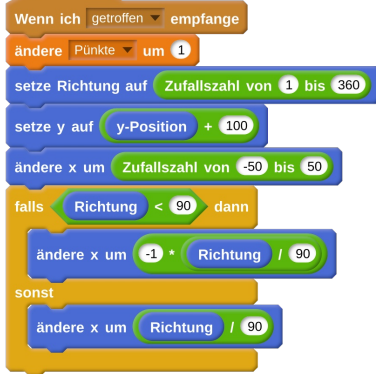 Wenn ich getroffen empfange
ändere Pünkte um 1
setze Richtung auf Zufallszahl von 1 bis 360
setze y auf y-Position + 100
ändere x um Zufallszahl von -50 bis 50
falls Richtung < 90 dann
ändere x um -1 * Richtung / 90
sonst
ändere x um Richtung / 90